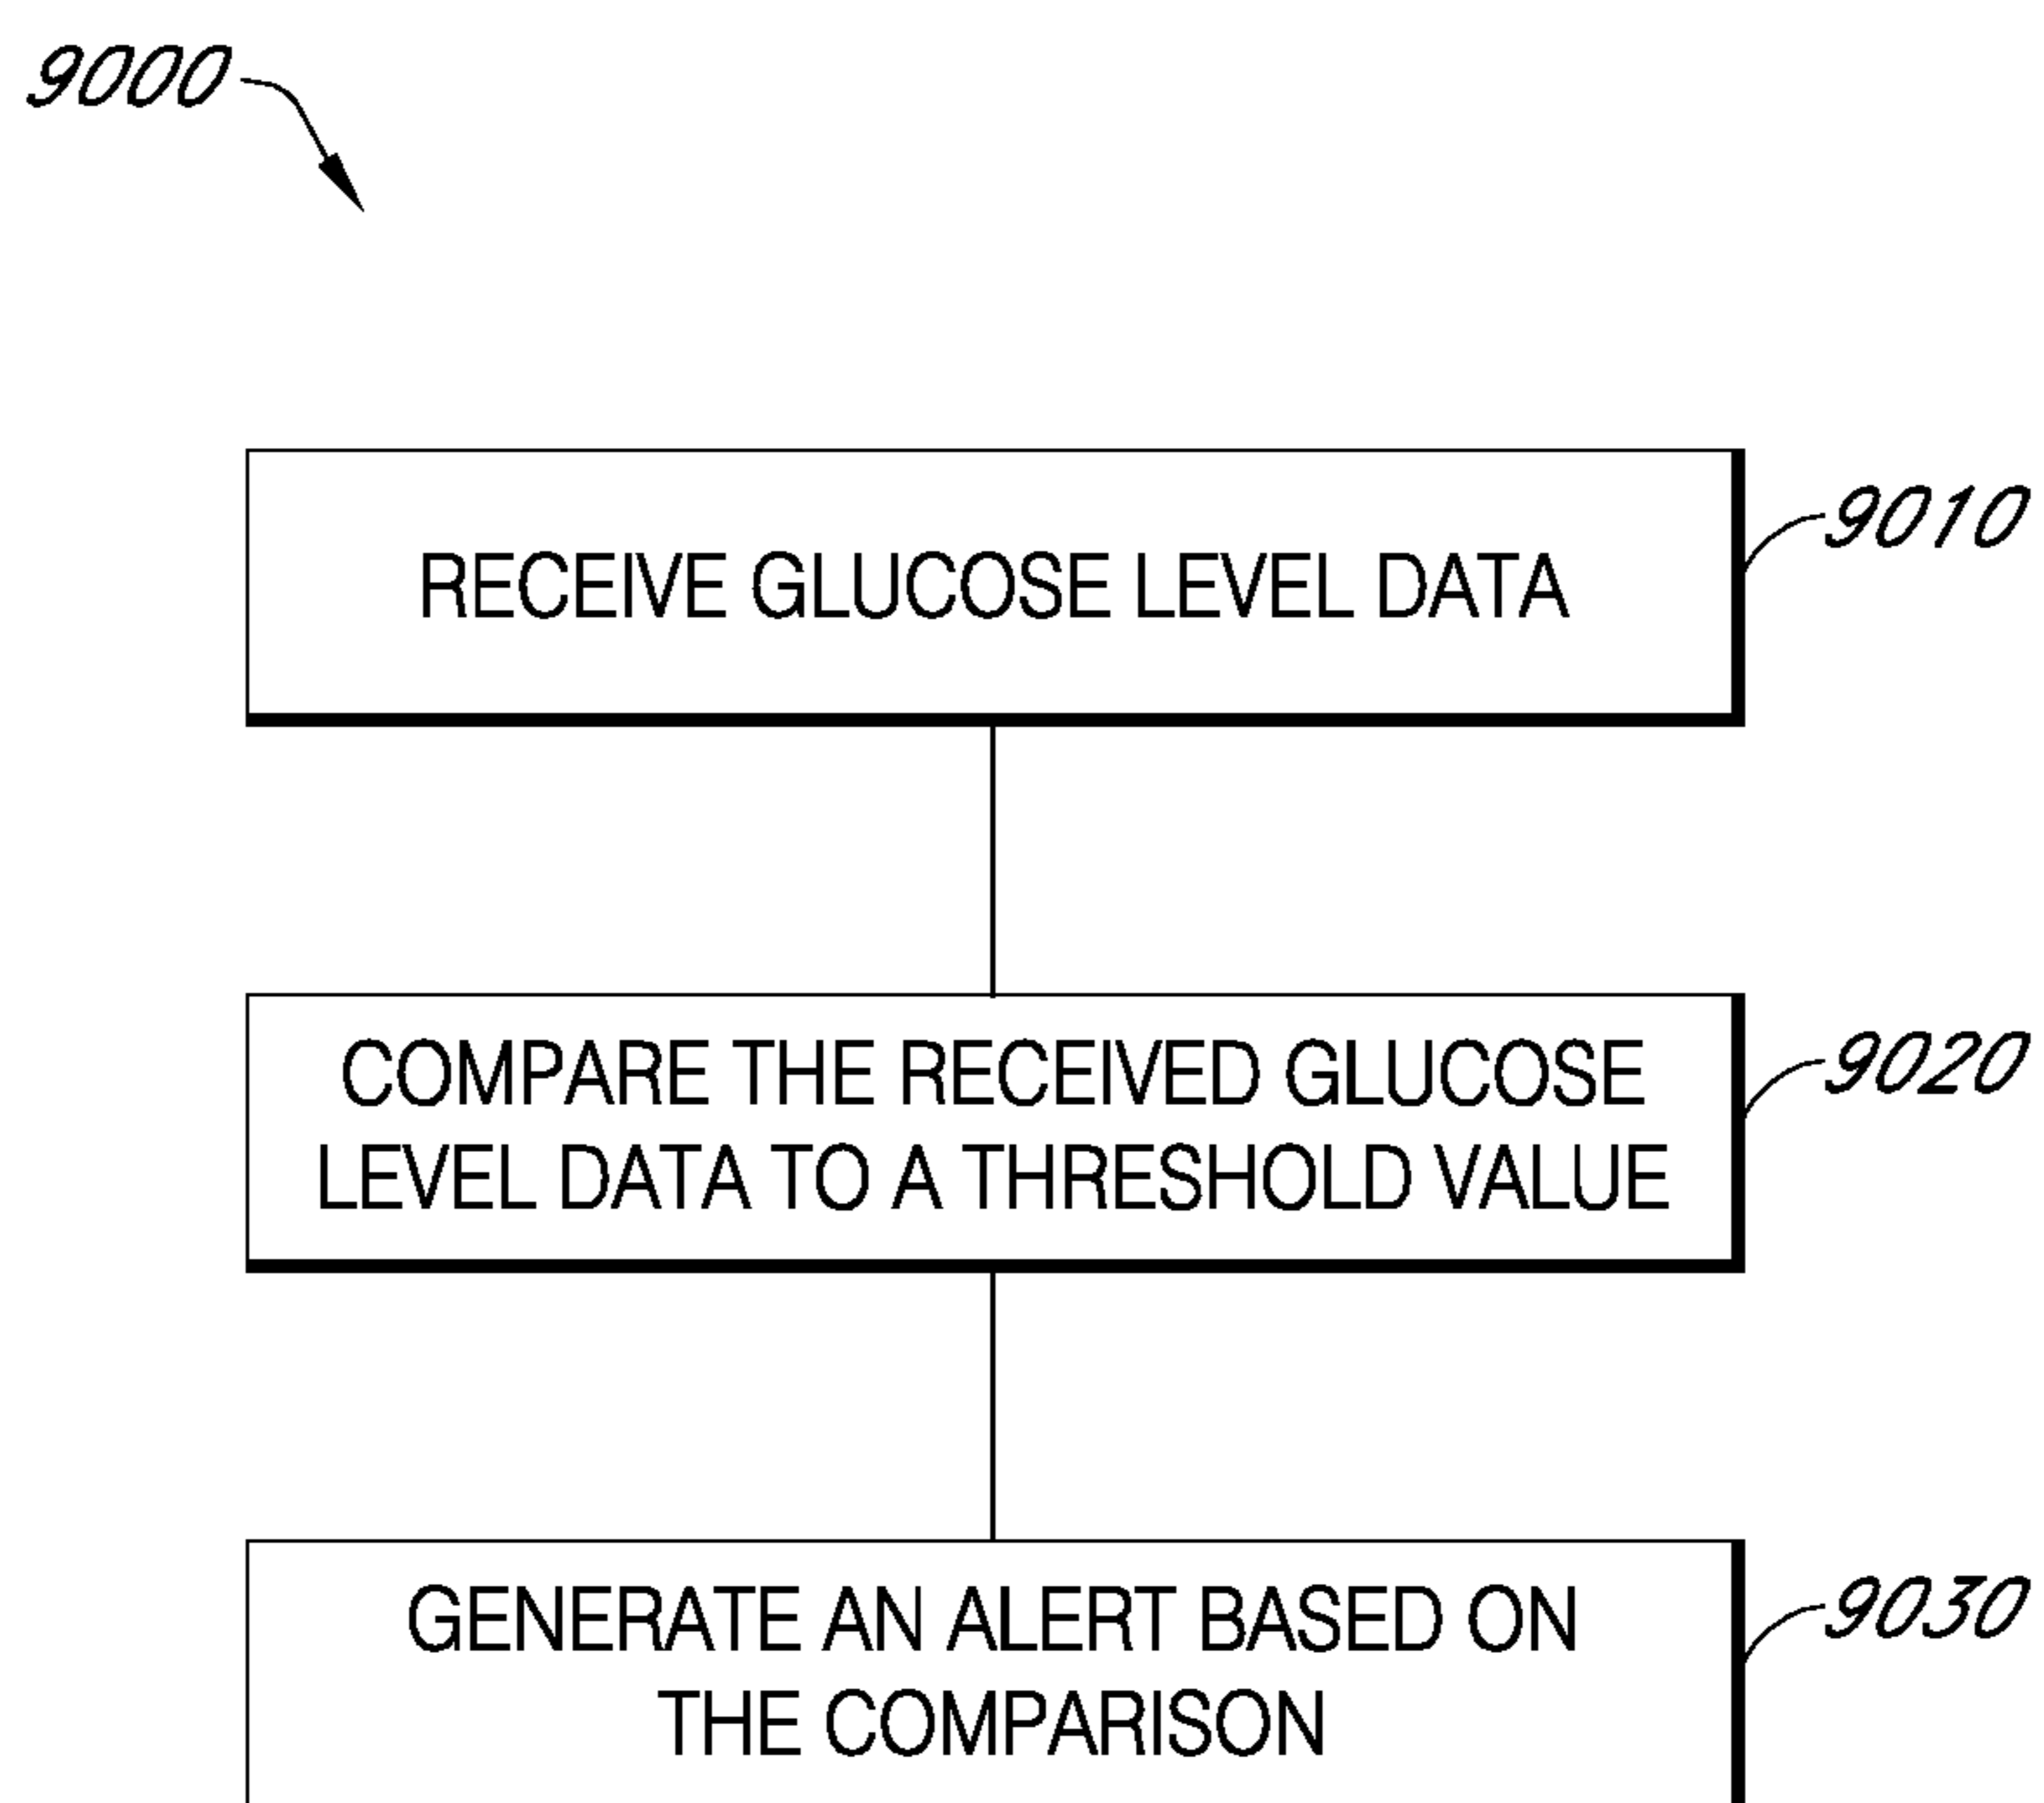 9000
RECEIVE GLUCOSE LEVEL DATA
9010
COMPARE THE RECEIVED GLUCOSE
LEVEL DATA TO A THRESHOLD VALUE
9020
GENERATE AN ALERT BASED ON
THE COMPARISON
9030